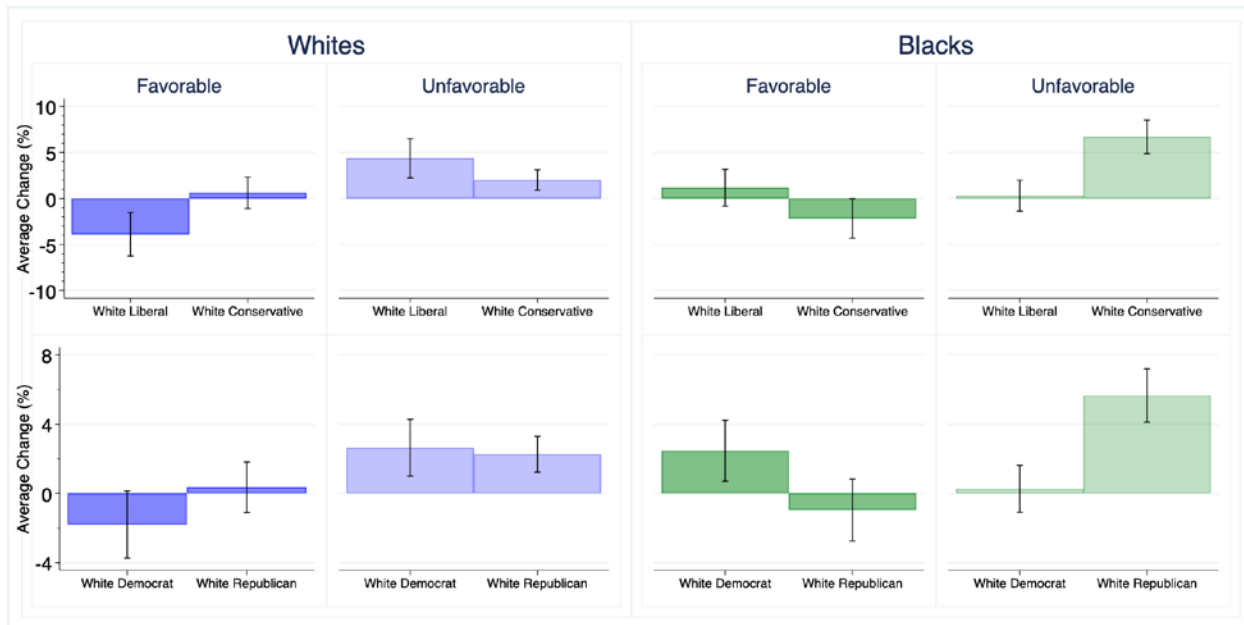 Whites Blacks
Favorable Unfavorable Favorable Unfavorable
Average Change (%)
10
5
0
-5
-10
White Liberal White Conservative White Liberal White Conservative White Liberal White Conservative White Liberal White Conservative
Average Change (%)
8
4
0
-4
White Democrat White Republican White Democrat White Republican White Democrat White Republican White Democrat White Republican